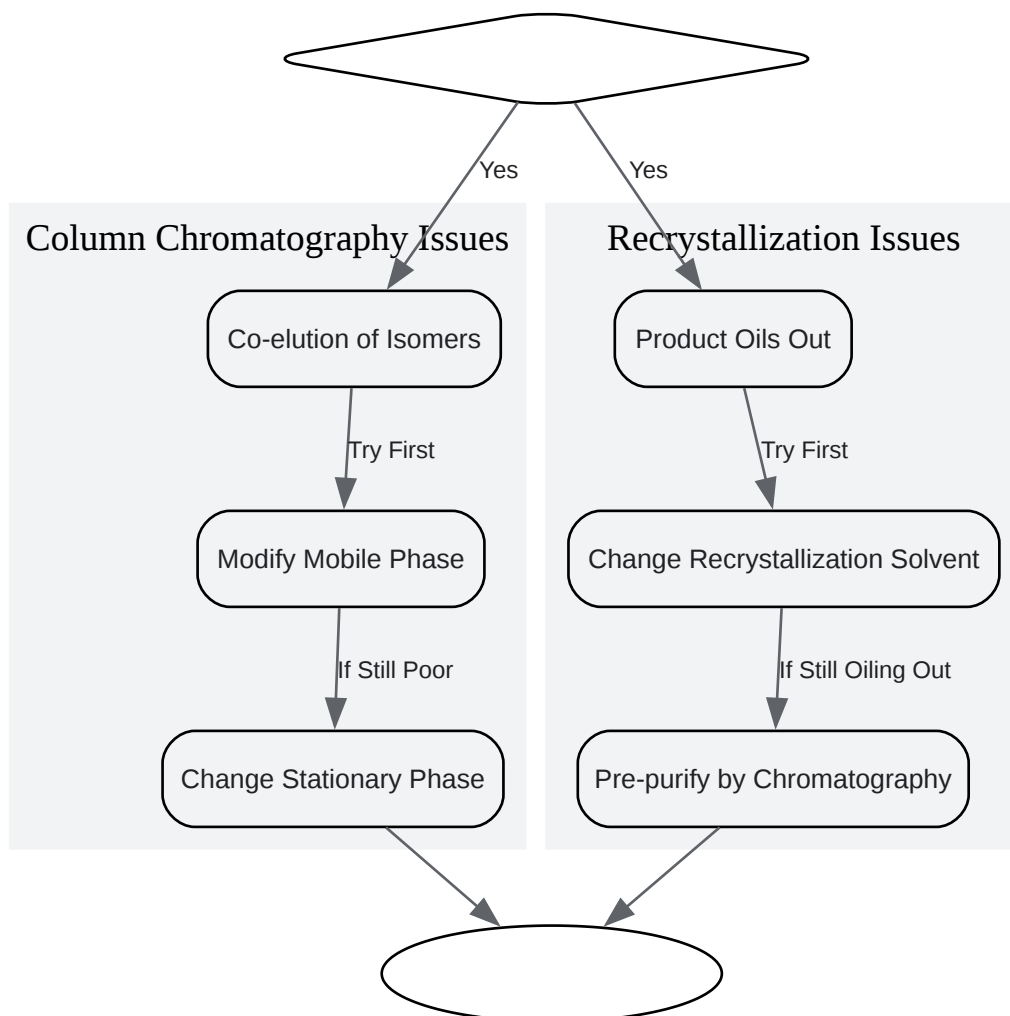 Yes
Yes
Column Chromatography Issues
Recrystallization Issues
Co-elution of Isomers
Product Oils Out
Try First
Try First
Modify Mobile Phase
Change Recrystallization Solvent
If Still Poor
If Still Oiling Out
Change Stationary Phase
Pre-purify by Chromatography